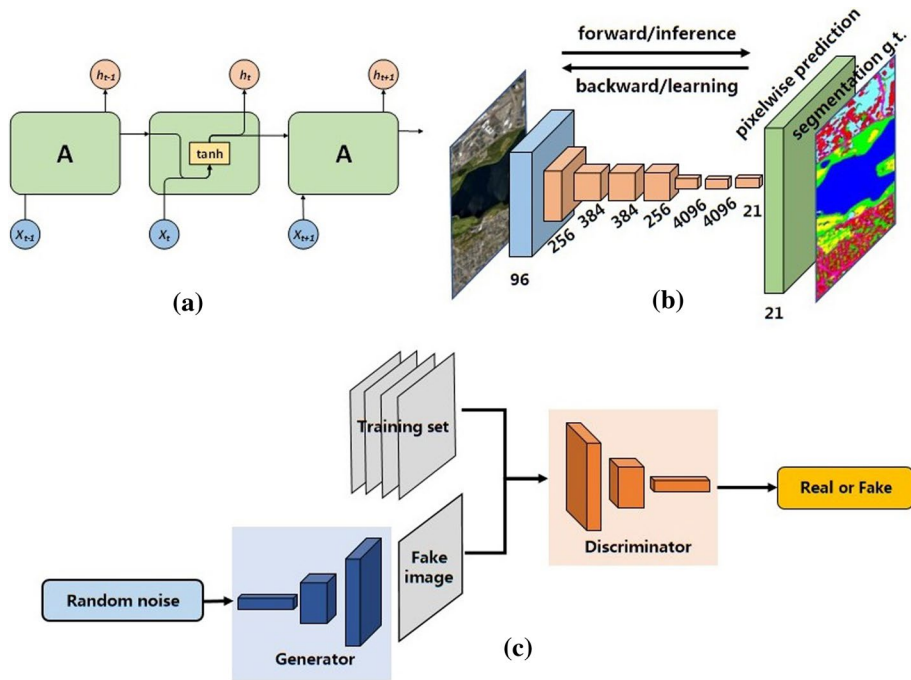 h_{t-1}
h_t
h_{t+1}
A
tanh
A
X_{t-1}
X_t
X_{t+1}
(a)
forward/inference
backward/learning
pixelwise prediction
segmentation g.t.
96
256
384
384
256
4096
4096
21
21
(b)
Training set
Fake
image
Random noise
Generator
Discriminator
Real or Fake
(c)